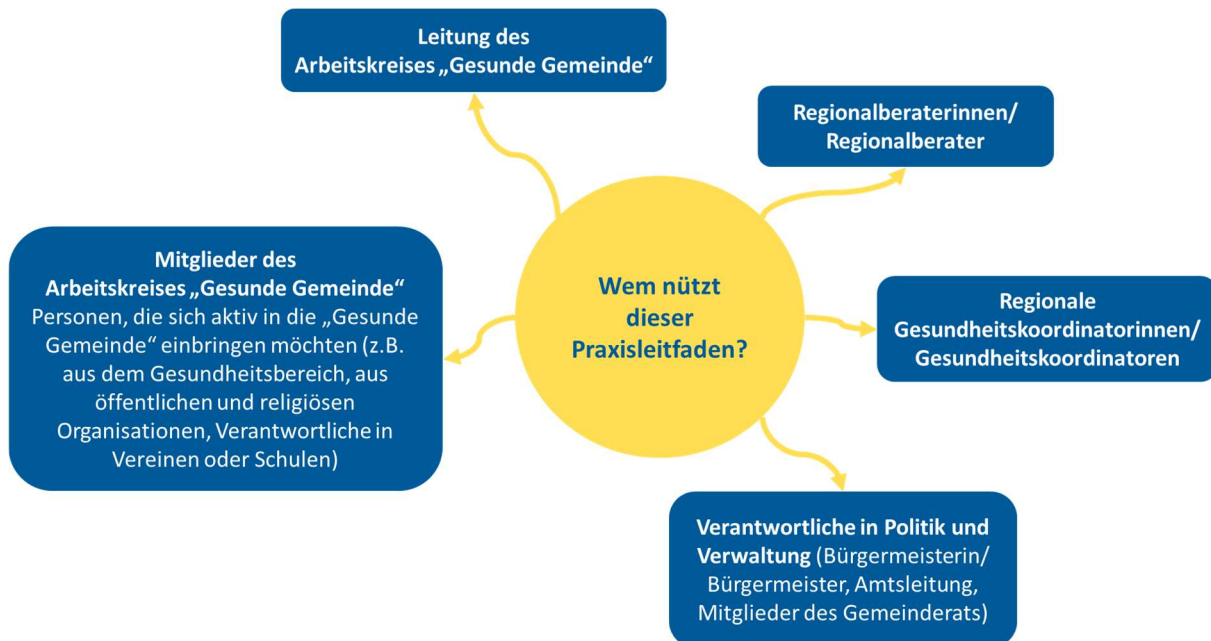 Leitung des
Arbeitskreises „Gesunde Gemeinde“
Regionalberaterinnen/
Regionalberater
Mitglieder des
Arbeitskreises „Gesunde Gemeinde“
Personen, die sich aktiv in die „Gesunde
Gemeinde“ einbringen möchten (z.B.
aus dem Gesundheitsbereich, aus
öffentlichen und religiösen
Organisationen, Verantwortliche in
Vereinen oder Schulen)
Wem nützt
dieser
Praxisleitfaden?
Regionale
Gesundheitskoordinatorinnen/
Gesundheitskoordinatoren
Verantwortliche in Politik und
Verwaltung (Bürgermeisterin/
Bürgermeister, Amtsleitung,
Mitglieder des Gemeinderats)